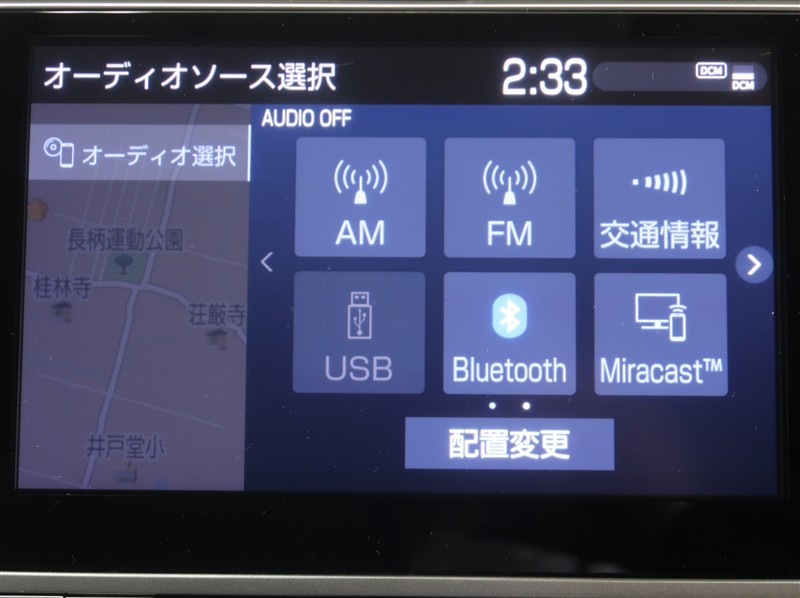 オーディオソース選択
2:33
DCM
DCM
AUDIO OFF
オーディオ選択
AM
FM
交通情報
長柄運動公園
桂林寺
荘厳寺
USB
Bluetooth
Miracast™
井戸堂小
配置変更